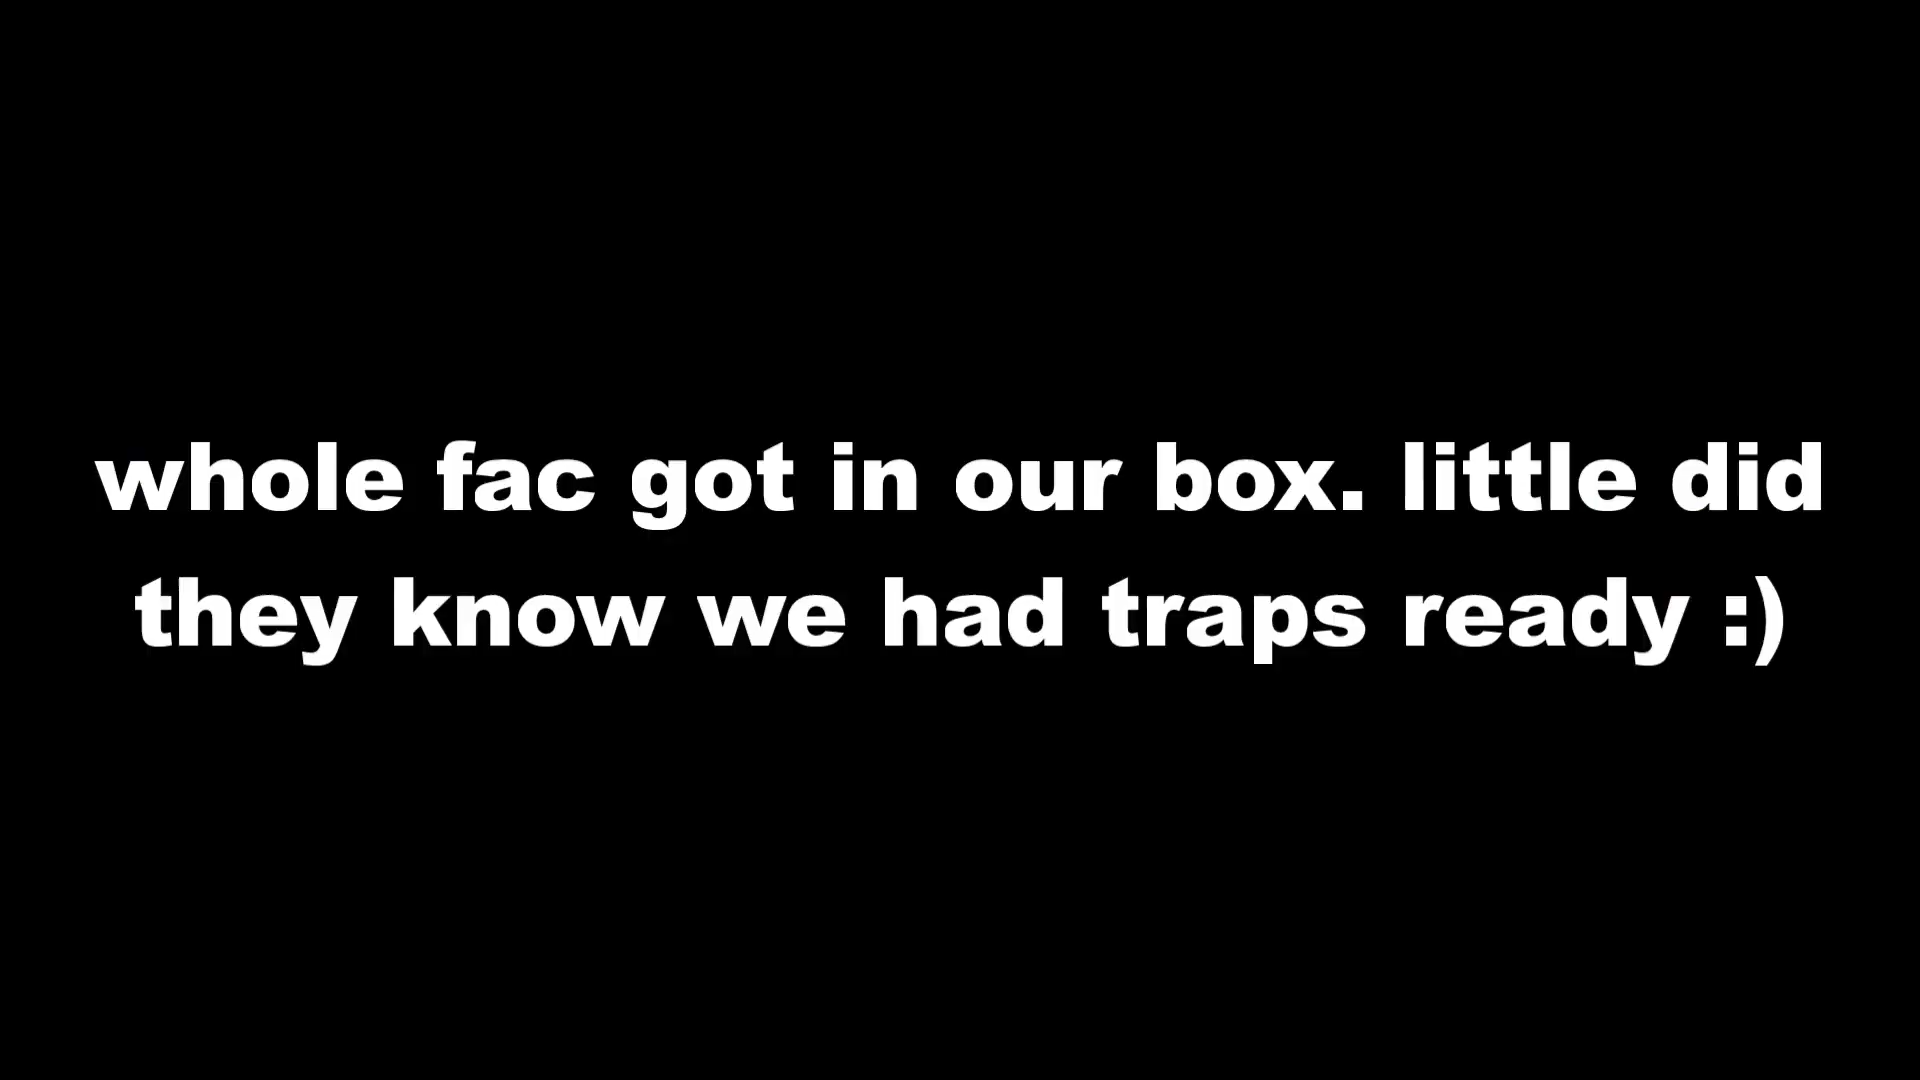 whole fac got in our box. little did
they know we had traps ready :)